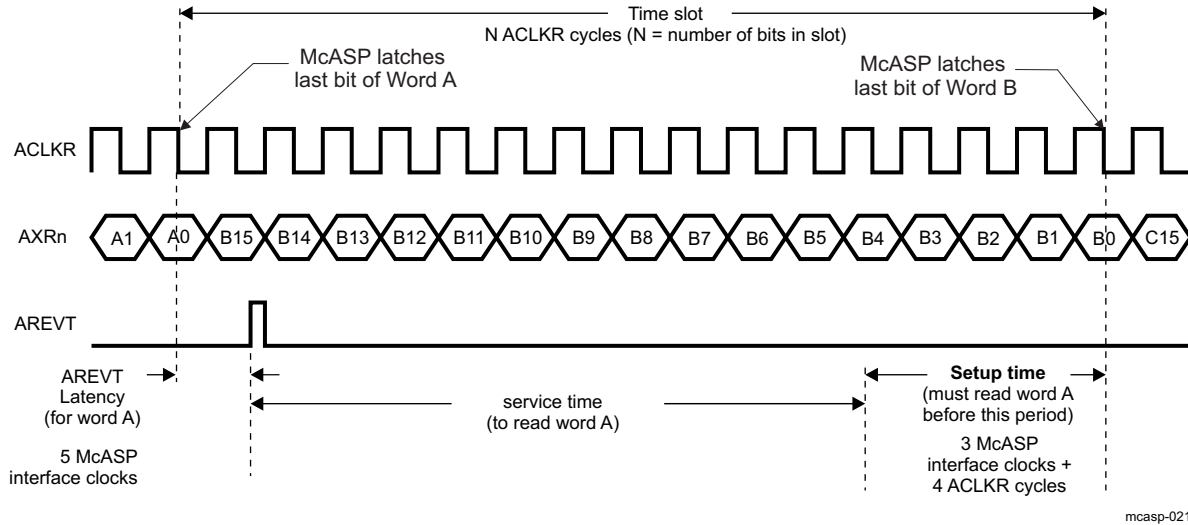 Time slot
N ACLKR cycles (N = number of bits in slot)
McASP latches
last bit of Word A
McASP latches
last bit of Word B
ACLKR
AXRn
A1 A0 B15 B14 B13 B12 B11 B10 B9 B8 B7 B6 B5 B4 B3 B2 B1 B0 C15
AREVT
AREVT
Latency
(for word A)
5 McASP
interface clocks
service time
(to read word A)
Setup time
(must read word A
before this period)
3 McASP
interface clocks +
4 ACLKR cycles
mcasp-021